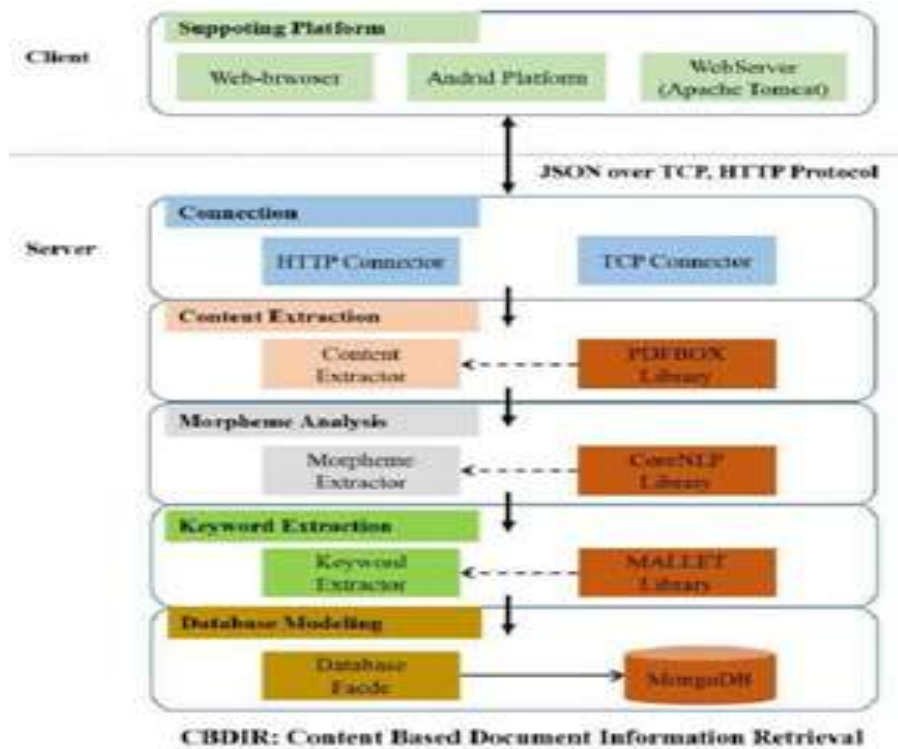 Suppoting Platform
Client
Web-brwoser
Andrid Platform
WebServer
(Apache Tomcat)
JSON over TCP, HTTP Protocol
Connection
Server
HTTP Connector
TCP Connector
Content Extraction
Content
Extractor
PDFBOX
Library
Morpheme Analysis
Morpheme
Extractor
CoreNLP
Library
Keyword Extraction
Keyword
Extractor
MALLET
Library
Database Modeling
Database
Facde
MongoDB
CBDIR: Content Based Document Information Retrieval